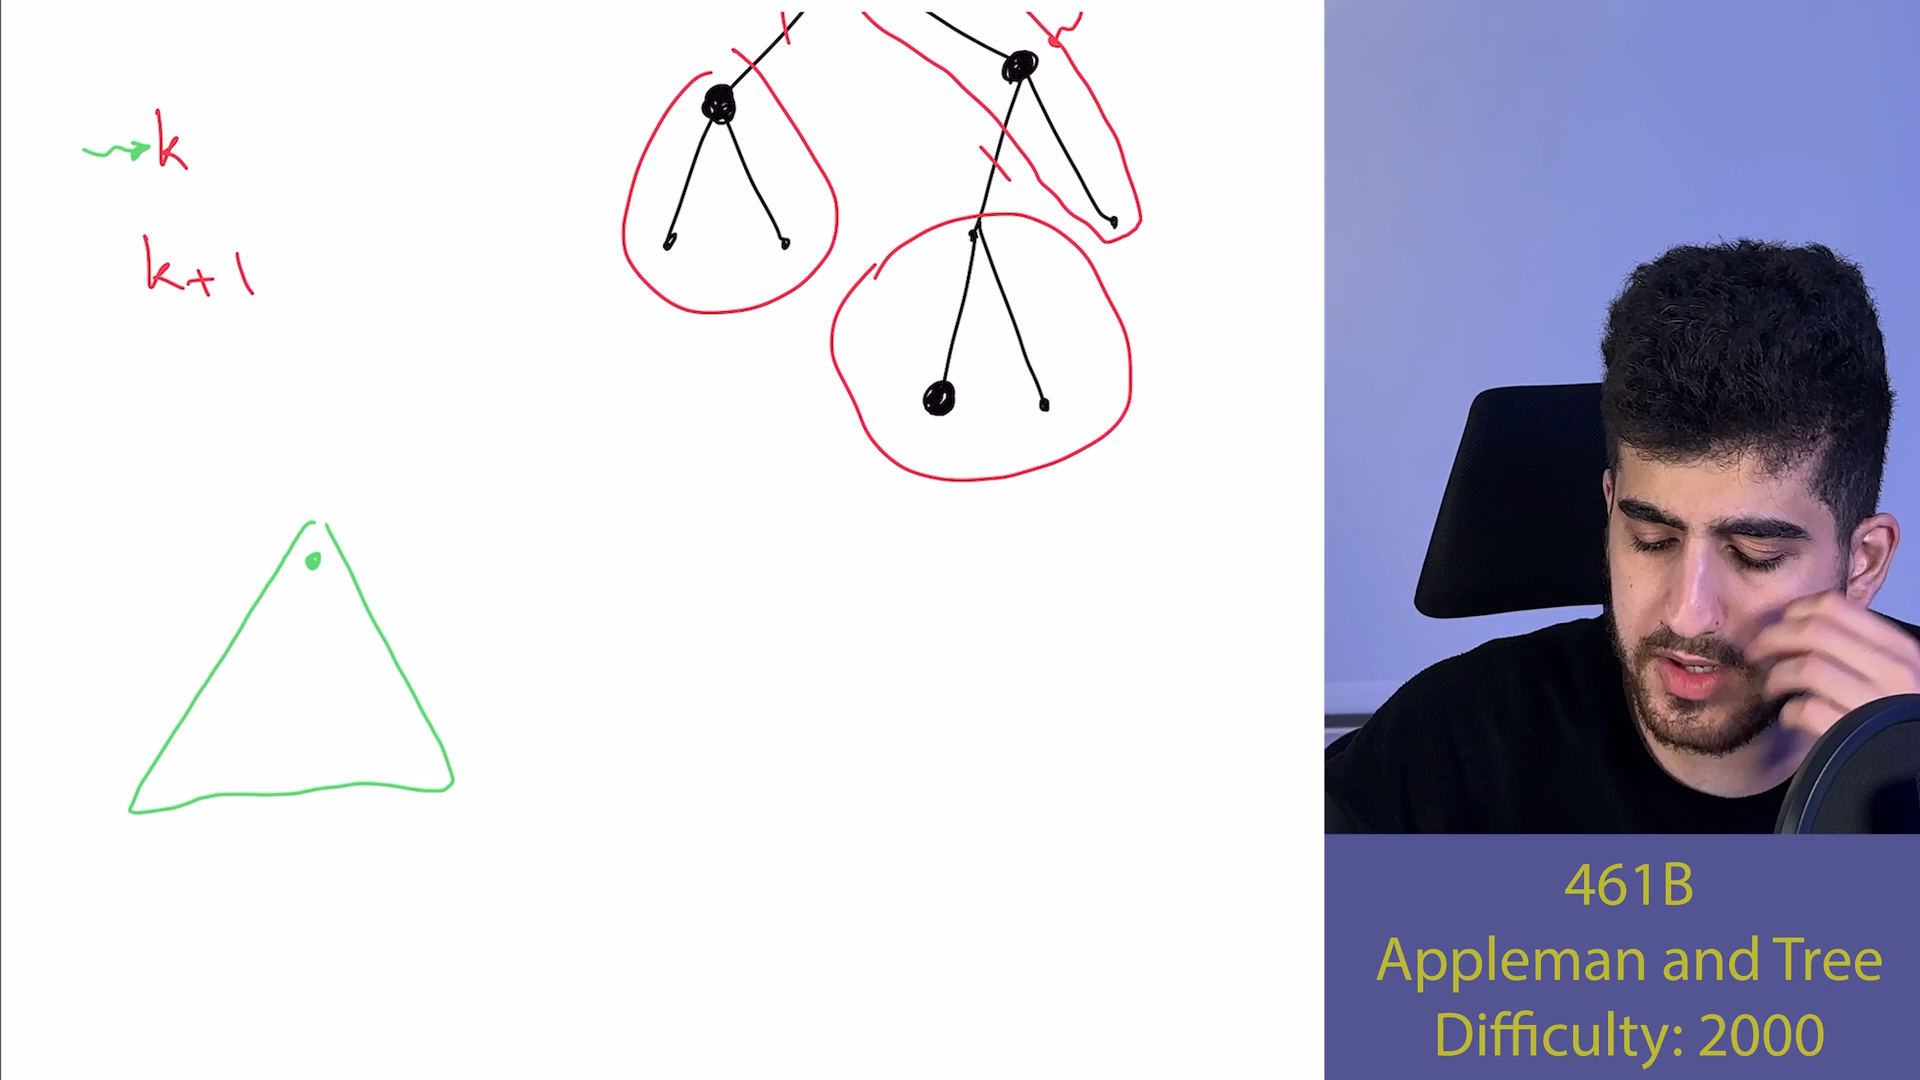 k
k+1
461B
Appleman and Tree
Difficulty: 2000